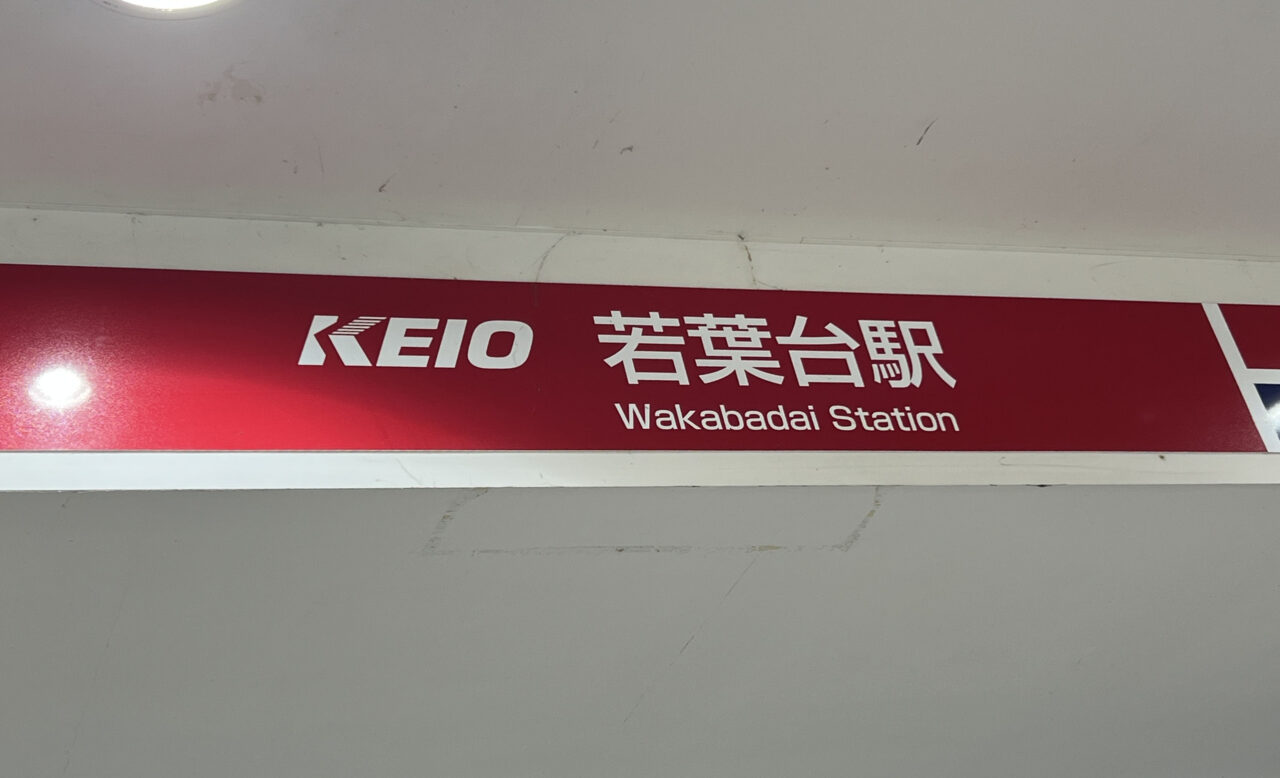 KEIO 若葉台駅
Wakabadai Station